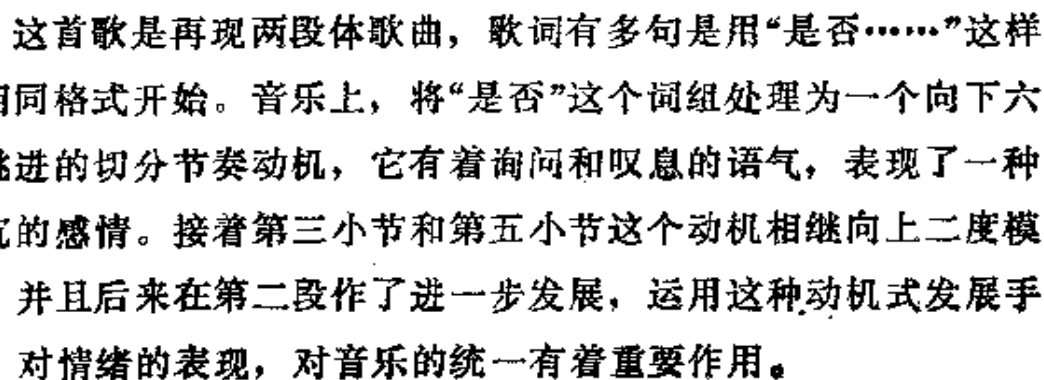 这首歌是再现两段体歌曲，歌词有多句是用“是否……”这样
同格式开始。音乐上，将“是否”这个词组处理为一个向下六
进的切分节奏动机，它有着询问和叹息的语气，表现了一种
的感情。接着第三小节和第五小节这个动机相继向上二度模
并且后来在第二段作了进一步发展，运用这种动机式发展手
对情绪的表现，对音乐的统一有着重要作用。